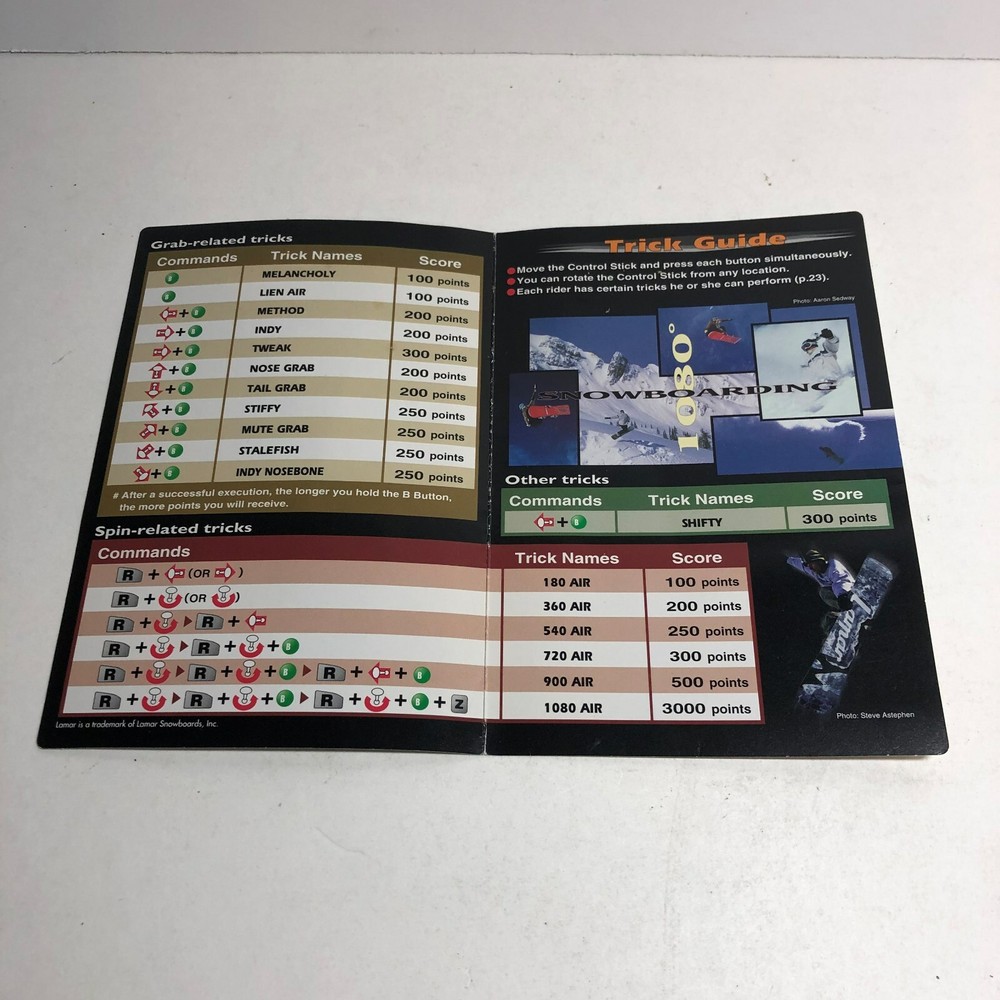 Grab-related tricks
Commands Trick Names Score
B MELANCHOLY 100 points
B LIEN AIR 100 points
+ B METHOD 200 points
+ B INDY 200 points
+ B TWEAK 300 points
+ B NOSE GRAB 200 points
+ B TAIL GRAB 200 points
+ B STIFFY 250 points
+ B MUTE GRAB 250 points
+ B STALEFISH 250 points
+ B INDY NOSEBONE 250 points
# After a successful execution, the longer you hold the B Button,
the more points you will receive.
Trick Guide
Move the Control Stick and press each button simultaneously.
You can rotate the Control Stick from any location.
Each rider has certain tricks he or she can perform (p.23).
Photo: Aaron Sedway
1080°
SNOWBOARDING
Other tricks
Commands Trick Names Score
+ B SHIFTY 300 points
Spin-related tricks
Commands Trick Names Score
R + (OR ) 180 AIR 100 points
R + (OR ) 360 AIR 200 points
R + R + 540 AIR 250 points
R + R + + B 720 AIR 300 points
R + R + + B R + + B 900 AIR 500 points
R + R + + B R + + B + Z 1080 AIR 3000 points
Lamar
Photo: Steve Astephen
Lamar is a trademark of Lamar Snowboards, Inc.